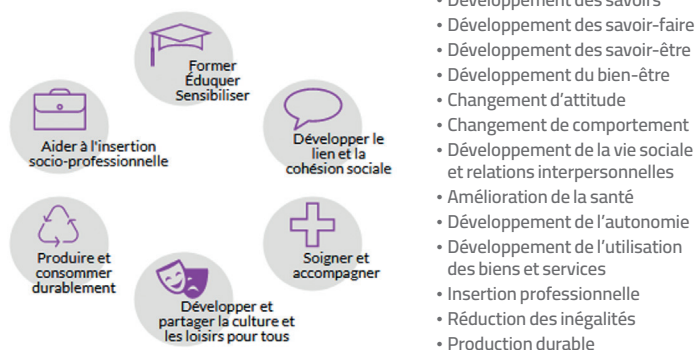 Former
Éduquer
Sensibiliser
Aider à l'insertion
socio-professionnelle
Développer le
lien et la
cohésion sociale
Produire et
consommer
durablement
Soigner et
accompagner
Développer et
partager la culture et
les loisirs pour tous
• Développement des savoirs
• Développement des savoir-faire
• Développement des savoir-être
• Développement du bien-être
• Changement d'attitude
• Changement de comportement
• Développement de la vie sociale
et relations interpersonnelles
• Amélioration de la santé
• Développement de l'autonomie
• Développement de l'utilisation
des biens et services
• Insertion professionnelle
• Réduction des inégalités
• Production durable